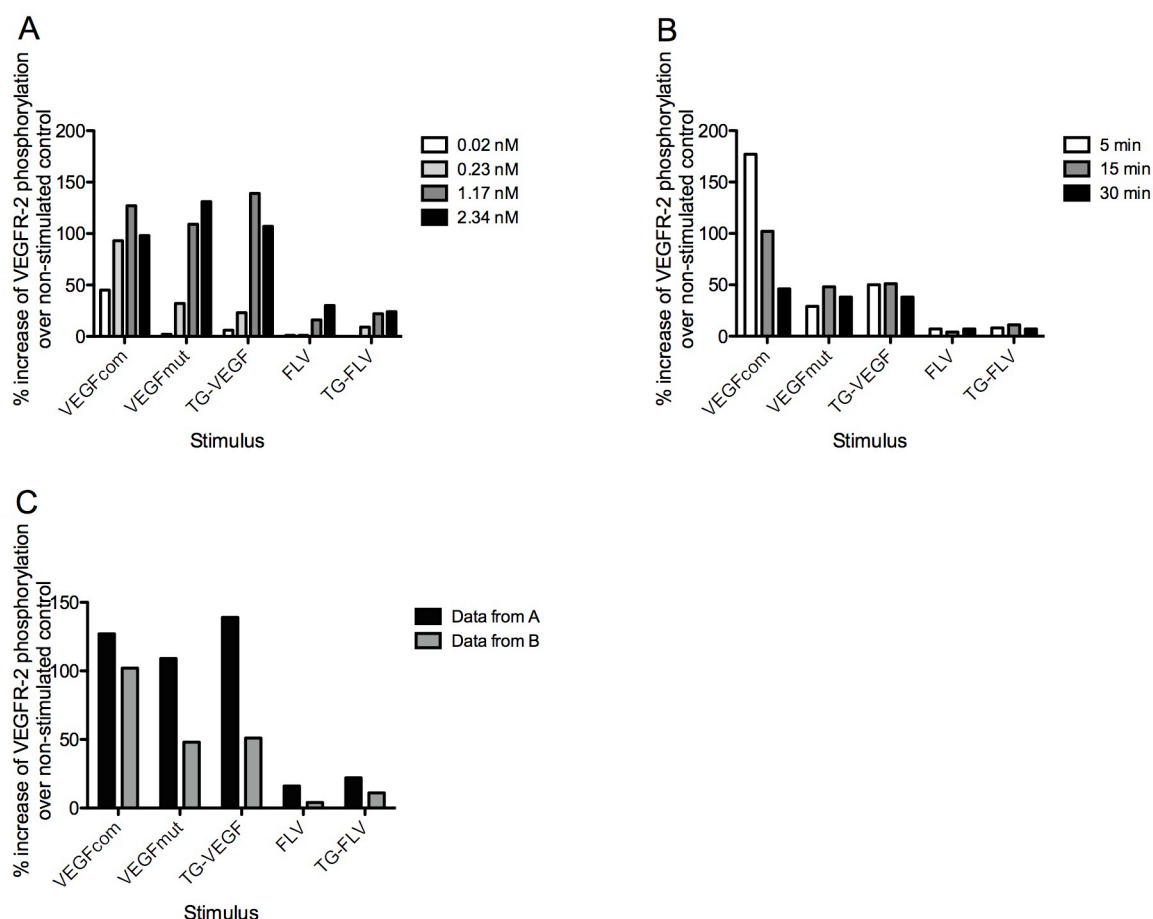 A
% increase of VEGFR-2 phosphorylation
over non-stimulated control
200
150
100
50
0
VEGFcom
VEGFmut
TG-VEGF
FLV
TG-FLV
Stimulus
0.02 nM
0.23 nM
1.17 nM
2.34 nM
B
% increase of VEGFR-2 phosphorylation
over non-stimulated control
200
150
100
50
0
VEGFcom
VEGFmut
TG-VEGF
FLV
TG-FLV
Stimulus
5 min
15 min
30 min
C
% increase of VEGFR-2 phosphorylation
over non-stimulated control
150
100
50
0
VEGFcom
VEGFmut
TG-VEGF
FLV
TG-FLV
Stimulus
Data from A
Data from B